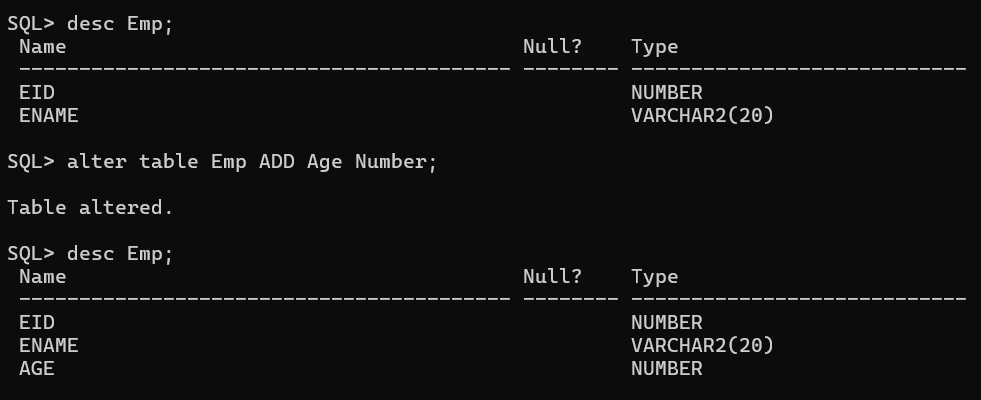 SQL> desc Emp;
 Name                                      Null?    Type
 ----------------------------------------- -------- ----------------------------
 EID                                                NUMBER
 ENAME                                              VARCHAR2(20)

SQL> alter table Emp ADD Age Number;

Table altered.

SQL> desc Emp;
 Name                                      Null?    Type
 ----------------------------------------- -------- ----------------------------
 EID                                                NUMBER
 ENAME                                              VARCHAR2(20)
 AGE                                                NUMBER